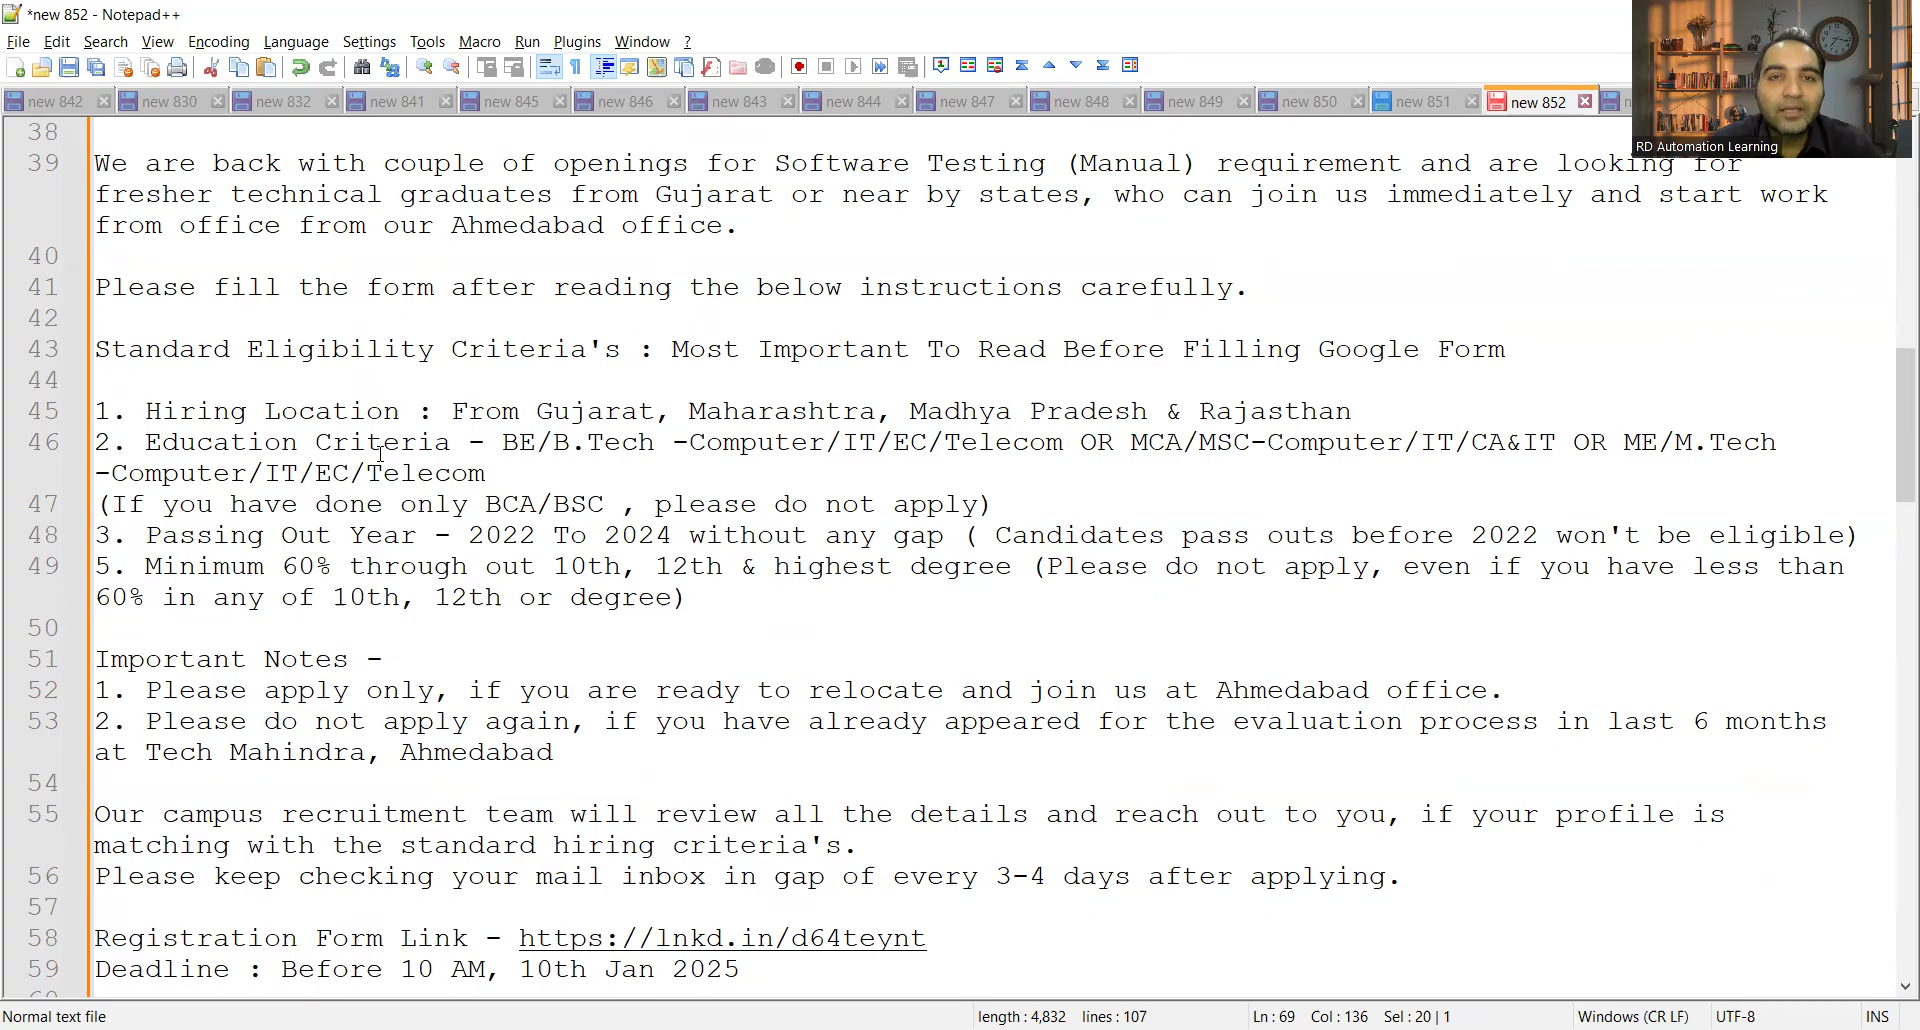 *new 852 - Notepad++
File Edit Search View Encoding Language Settings Tools Macro Run Plugins Window ?
new 842 new 830 new 832 new 841 new 845 new 846 new 843 new 844 new 847 new 848 new 849 new 850 new 851 new 852
RD Automation Learning
38
39 We are back with couple of openings for Software Testing (Manual) requirement and are looking for
fresher technical graduates from Gujarat or near by states, who can join us immediately and start work
from office from our Ahmedabad office.
40
41 Please fill the form after reading the below instructions carefully.
42
43 Standard Eligibility Criteria's : Most Important To Read Before Filling Google Form
44
45 1. Hiring Location : From Gujarat, Maharashtra, Madhya Pradesh & Rajasthan
46 2. Education Criteria - BE/B.Tech -Computer/IT/EC/Telecom OR MCA/MSC-Computer/IT/CA&IT OR ME/M.Tech
-Computer/IT/EC/Telecom
47 (If you have done only BCA/BSC , please do not apply)
48 3. Passing Out Year - 2022 To 2024 without any gap ( Candidates pass outs before 2022 won't be eligible)
49 5. Minimum 60% through out 10th, 12th & highest degree (Please do not apply, even if you have less than
60% in any of 10th, 12th or degree)
50
51 Important Notes -
52 1. Please apply only, if you are ready to relocate and join us at Ahmedabad office.
53 2. Please do not apply again, if you have already appeared for the evaluation process in last 6 months
at Tech Mahindra, Ahmedabad
54
55 Our campus recruitment team will review all the details and reach out to you, if your profile is
matching with the standard hiring criteria's.
56 Please keep checking your mail inbox in gap of every 3-4 days after applying.
57
58 Registration Form Link - https://lnkd.in/d64teynt
59 Deadline : Before 10 AM, 10th Jan 2025
Normal text file length : 4,832 lines : 107 Ln : 69 Col : 136 Sel : 20 | 1 Windows (CR LF) UTF-8 INS